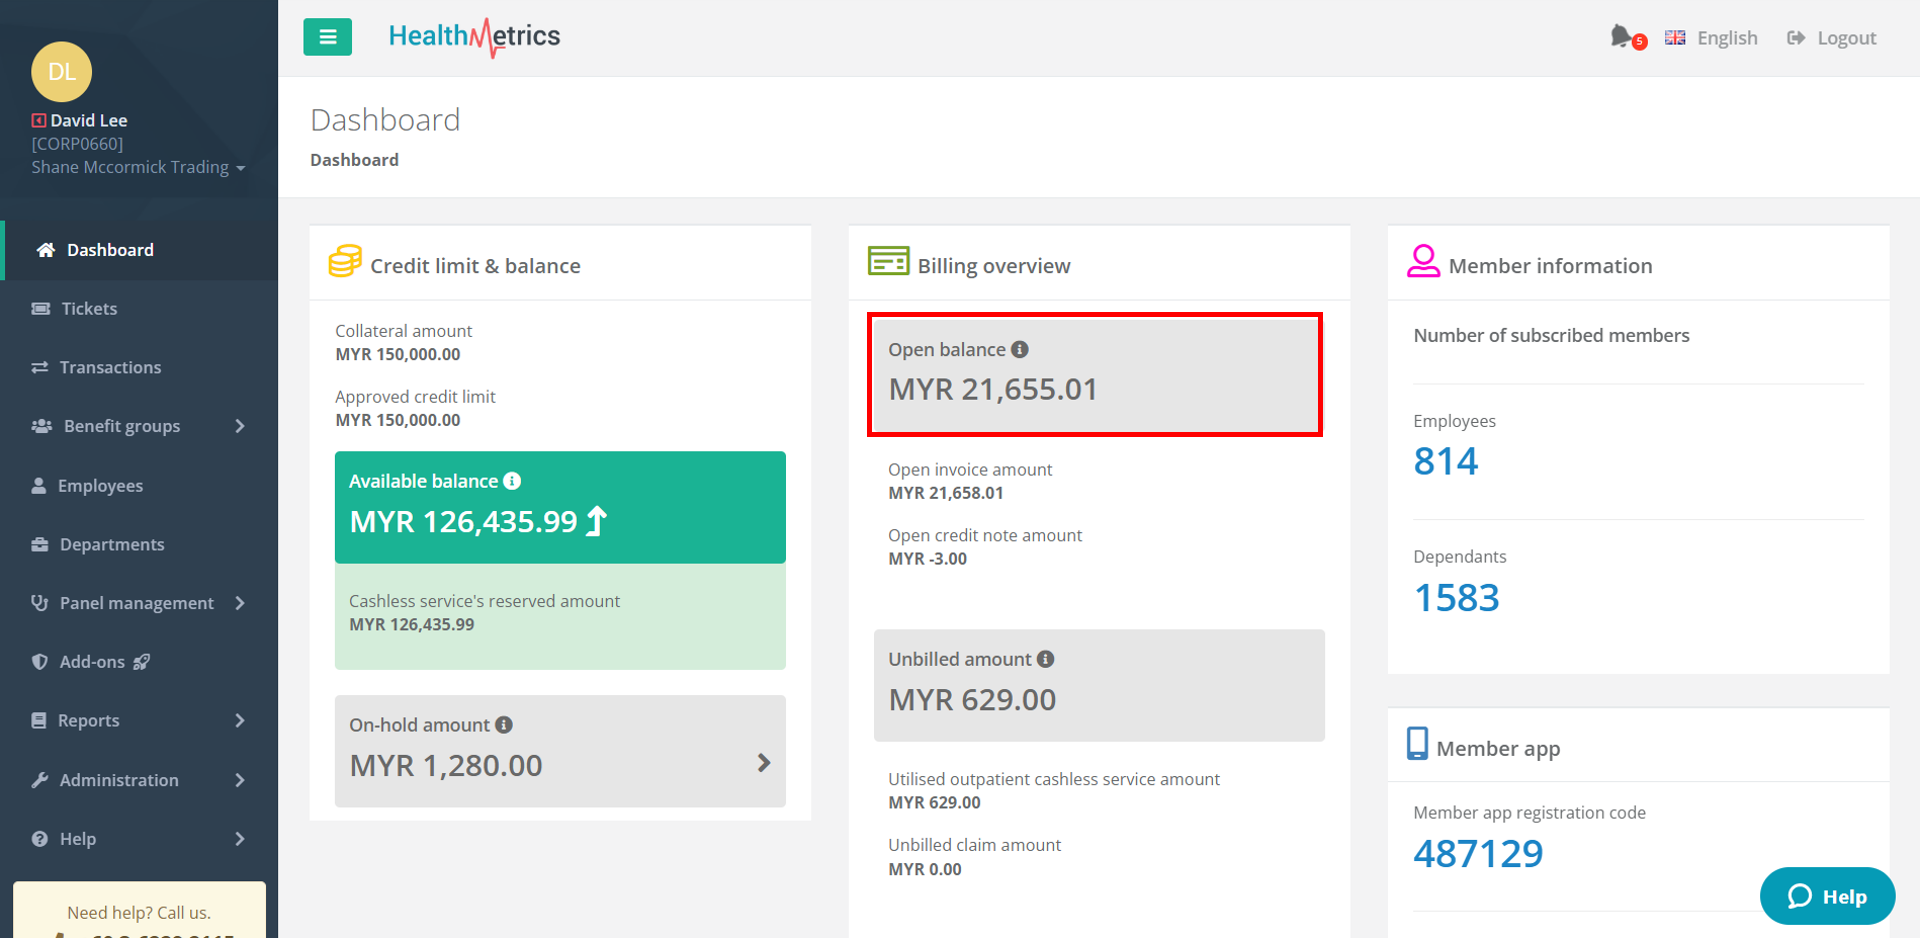 DL
David Lee
[CORP0660]
Shane Mccormick Trading
Dashboard
Tickets
Transactions
Benefit groups
Employees
Departments
Panel management
Add-ons
Reports
Administration
Help
Need help? Call us.
HealthMetrics
5
English
Logout
Dashboard
Dashboard
Credit limit & balance
Collateral amount
MYR 150,000.00
Approved credit limit
MYR 150,000.00
Available balance
MYR 126,435.99
Cashless service's reserved amount
MYR 126,435.99
On-hold amount
MYR 1,280.00
Billing overview
Open balance
MYR 21,655.01
Open invoice amount
MYR 21,658.01
Open credit note amount
MYR -3.00
Unbilled amount
MYR 629.00
Utilised outpatient cashless service amount
MYR 629.00
Unbilled claim amount
MYR 0.00
Member information
Number of subscribed members
Employees
814
Dependants
1583
Member app
Member app registration code
487129
Help